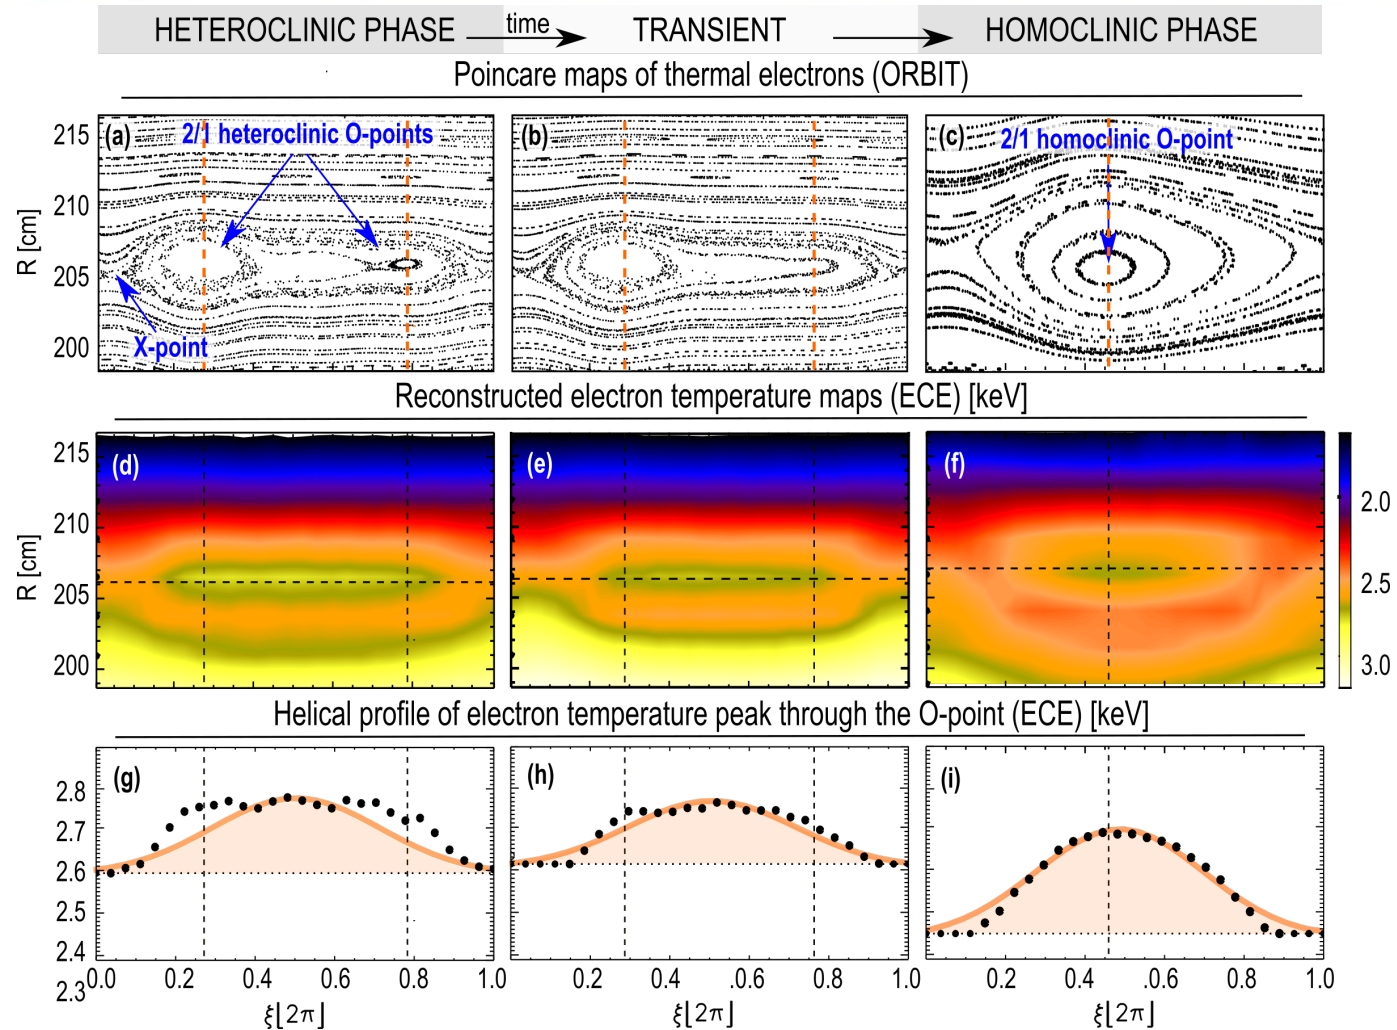 HETEROCLINIC PHASE time TRANSIENT HOMOCLINIC PHASE
Poincare maps of thermal electrons (ORBIT)
(a) 2/1 heteroclinic O-points
X-point
(b)
(c) 2/1 homoclinic O-point
R [cm]
215
210
205
200
Reconstructed electron temperature maps (ECE) [keV]
(d)
(e)
(f)
R [cm]
215
210
205
200
2.0
2.5
3.0
Helical profile of electron temperature peak through the O-point (ECE) [keV]
(g)
(h)
(i)
2.8
2.7
2.6
2.5
2.4
2.3
0.0 0.2 0.4 0.6 0.8 1.0
0.2 0.4 .0.6 0.8 1.0
0.2 0.4 .0.6 0.8 1.0
ξ⌊2π⌋
ξ⌊2π⌋
ξ⌊2π⌋